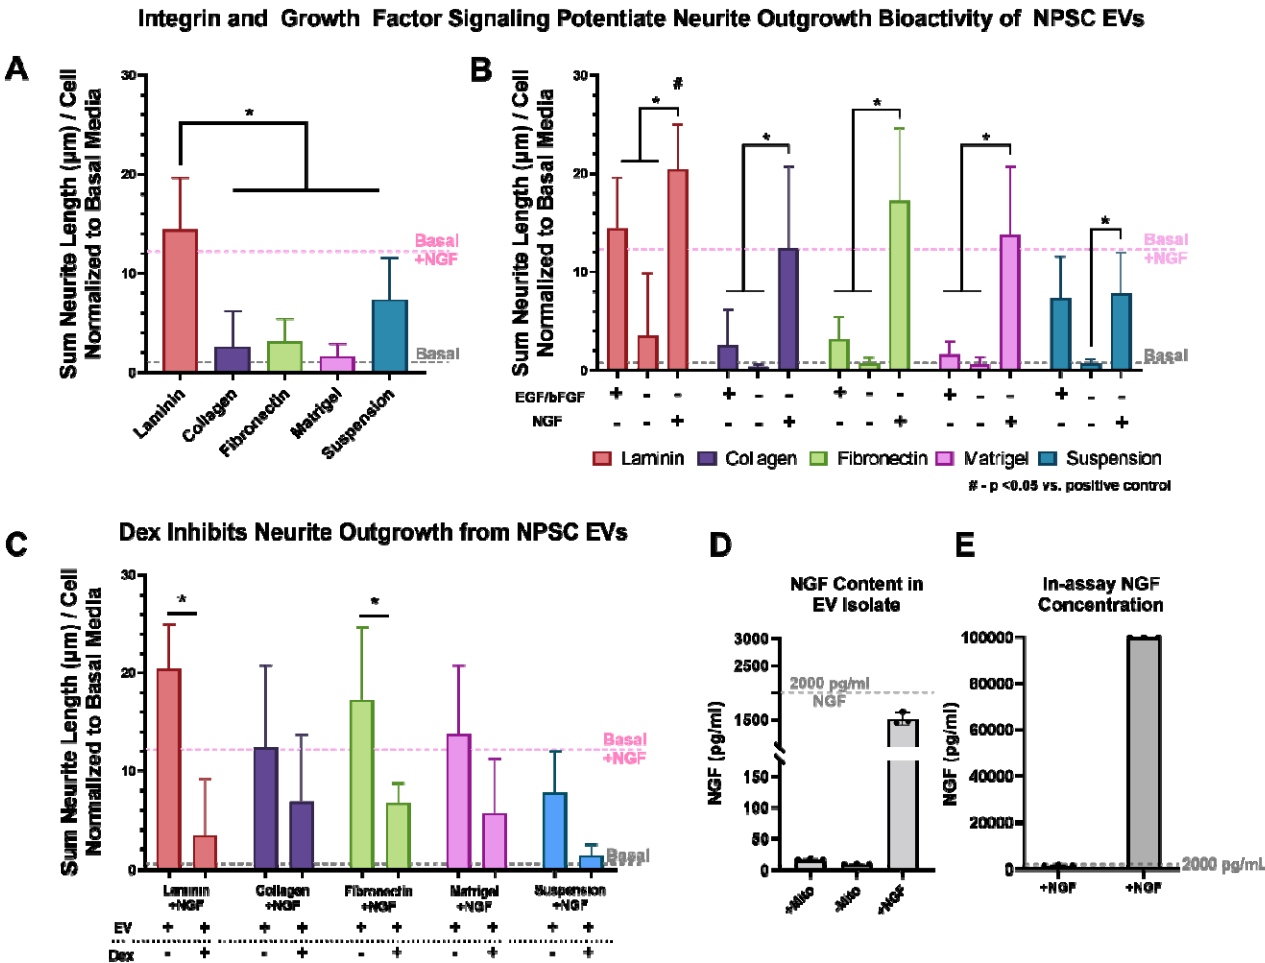 Integrin and Growth Factor Signaling Potentiate Neurite Outgrowth Bioactivity of NPSC EVs
A
Sum Neurite Length (µm) / Cell
Normalized to Basal Media
30
20
10
0
*
Basal
+NGF
Basal
Laminin
Collagen
Fibronectin
Matrigel
Suspension
B
Sum Neurite Length (µm) / Cell
Normalized to Basal Media
30
20
10
0
* #
*
*
*
*
Basal
+NGF
Basal
EGF/bFGF + - - + - - + - - + - - + - -
NGF - - + - - + - - + - - + - - +
Laminin Collagen Fibronectin Matrigel Suspension
# - p <0.05 vs. positive control
C
Dex Inhibits Neurite Outgrowth from NPSC EVs
Sum Neurite Length (µm) / Cell
Normalized to Basal Media
30
20
10
0
*
*
Basal
+NGF
Basal
Laminin Collagen Fibronectin Matrigel Suspension
+NGF +NGF +NGF +NGF +NGF
EV + + + + + + + + + +
Dex - + - + - + - + - +
D
NGF Content in
EV Isolate
NGF (pg/ml)
3000
2500
2000 pg/ml
NGF
1500
150
100
50
0
+Mito
-Mito
+NGF
E
In-assay NGF
Concentration
NGF (pg/ml)
100000
80000
60000
40000
20000
0
2000 pg/mL
+NGF +NGF